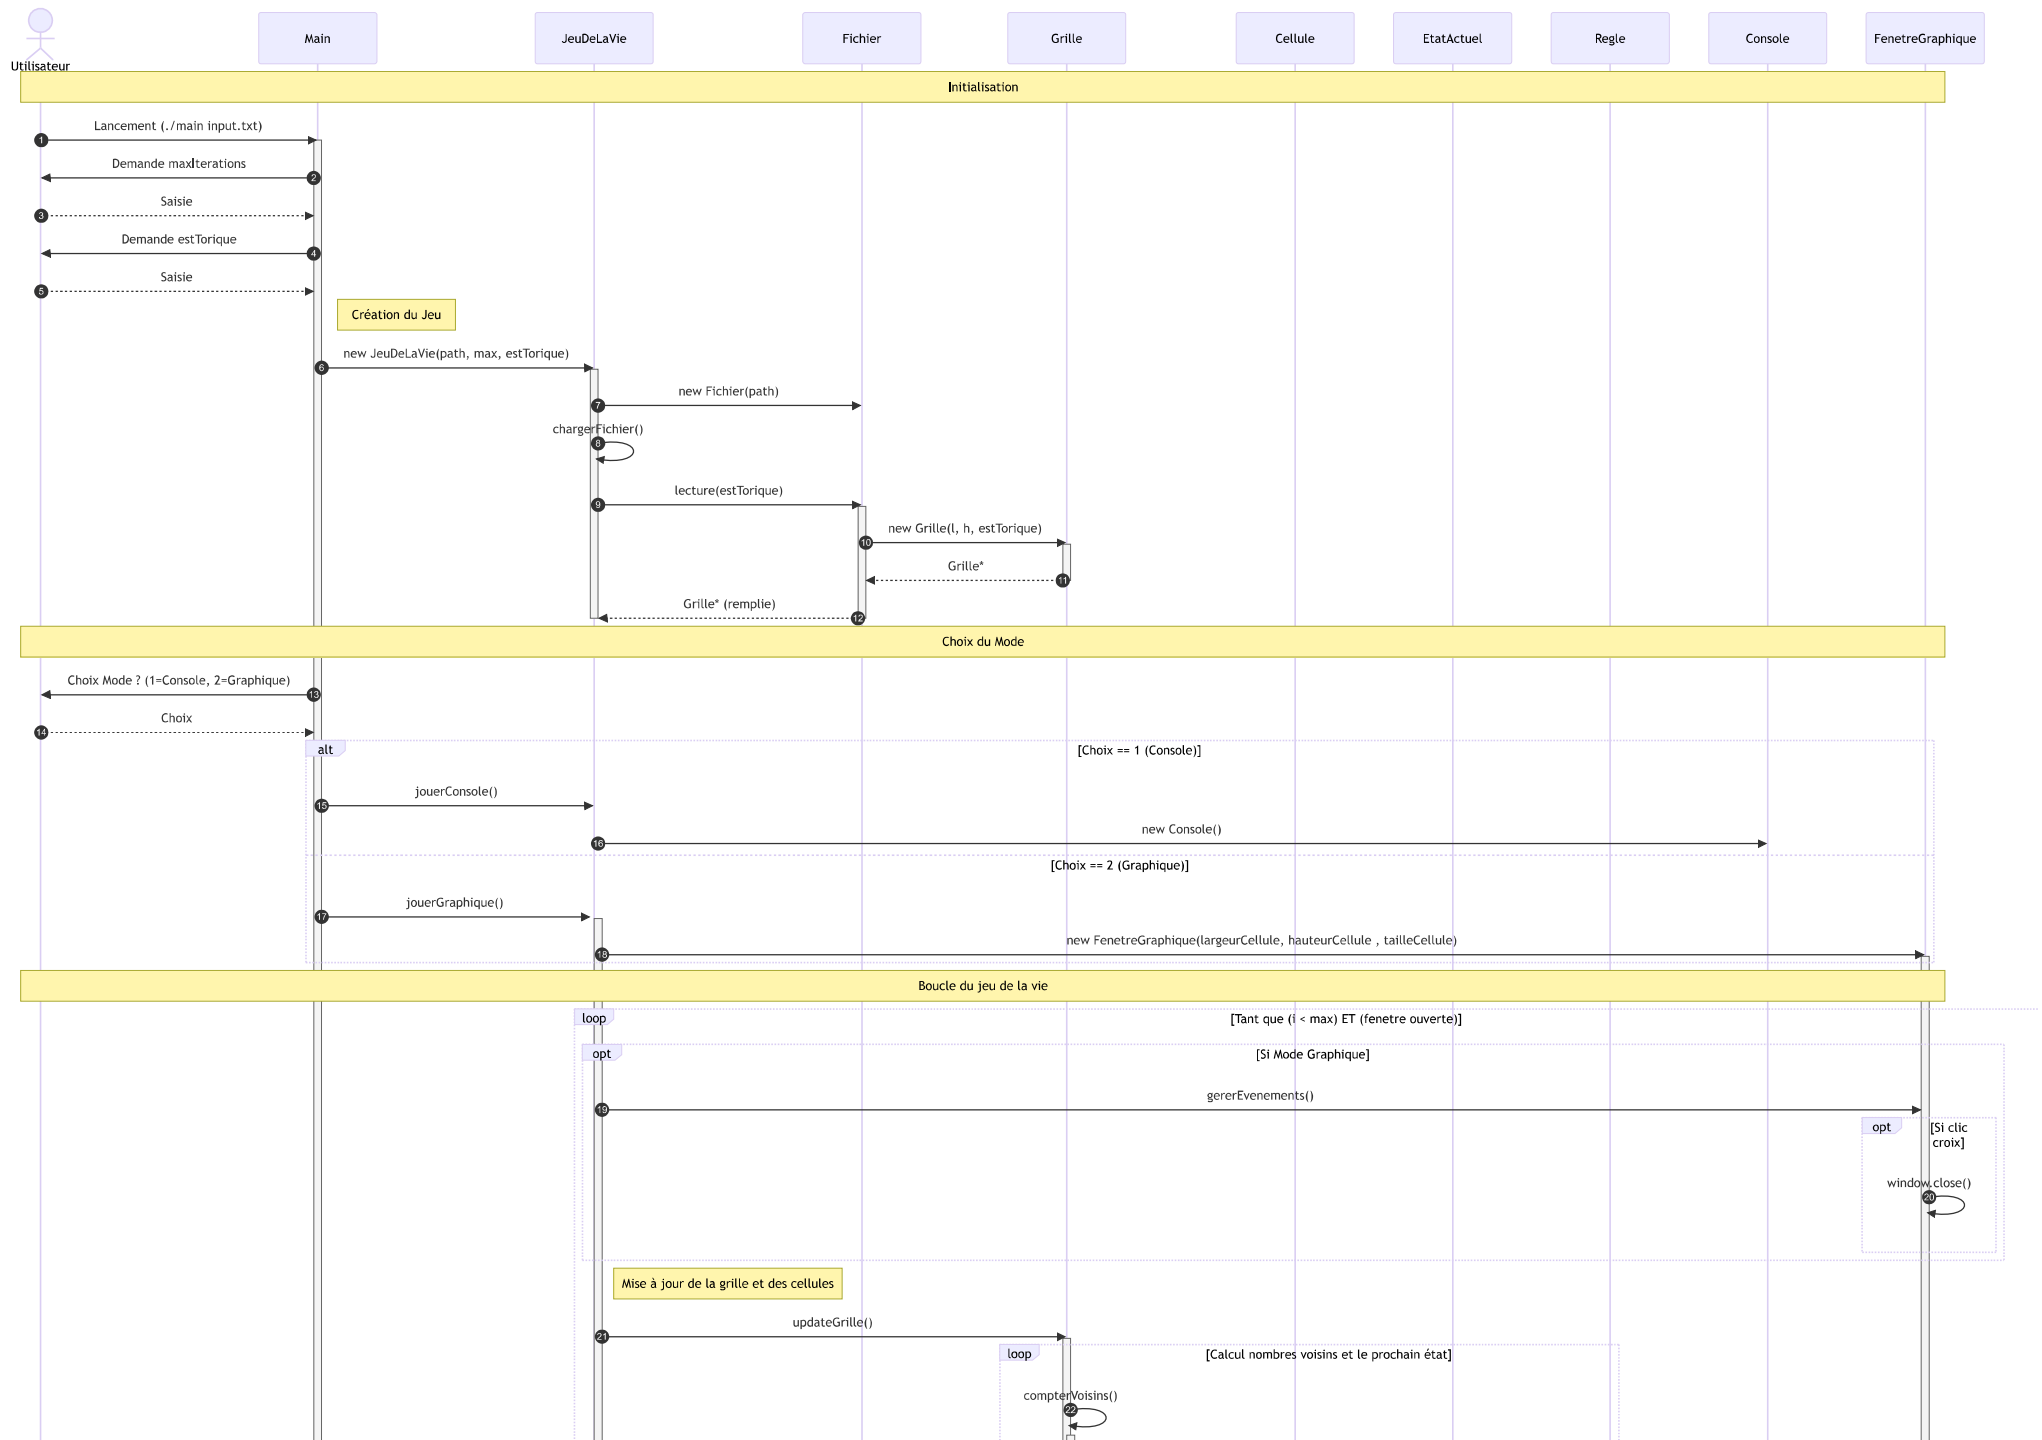 Utilisateur
Main
JeuDeLaVie
Fichier
Grille
Cellule
EtatActuel
Regle
Console
FenetreGraphique
Initialisation
1 Lancement (./main input.txt)
Demande maxIterations 2
3 Saisie
Demande estTorique 4
5 Saisie
Création du Jeu
6 new JeuDeLaVie(path, max, estTorique)
7 new Fichier(path)
8 chargerFichier()
9 lecture(estTorique)
10 new Grille(l, h, estTorique)
Grille* 11
Grille* (remplie) 12
Choix du Mode
Choix Mode ? (1=Console, 2=Graphique) 13
14 Choix
alt [Choix == 1 (Console)]
15 jouerConsole()
16 new Console()
[Choix == 2 (Graphique)]
17 jouerGraphique()
18 new FenetreGraphique(largeurCellule, hauteurCellule , tailleCellule)
Boucle du jeu de la vie
loop [Tant que (i < max) ET (fenetre ouverte)]
opt [Si Mode Graphique]
19 gererEvenements()
opt [Si clic
croix]
window.close()
20
Mise à jour de la grille et des cellules
21 updateGrille()
loop [Calcul nombres voisins et le prochain état]
compterVoisins()
22